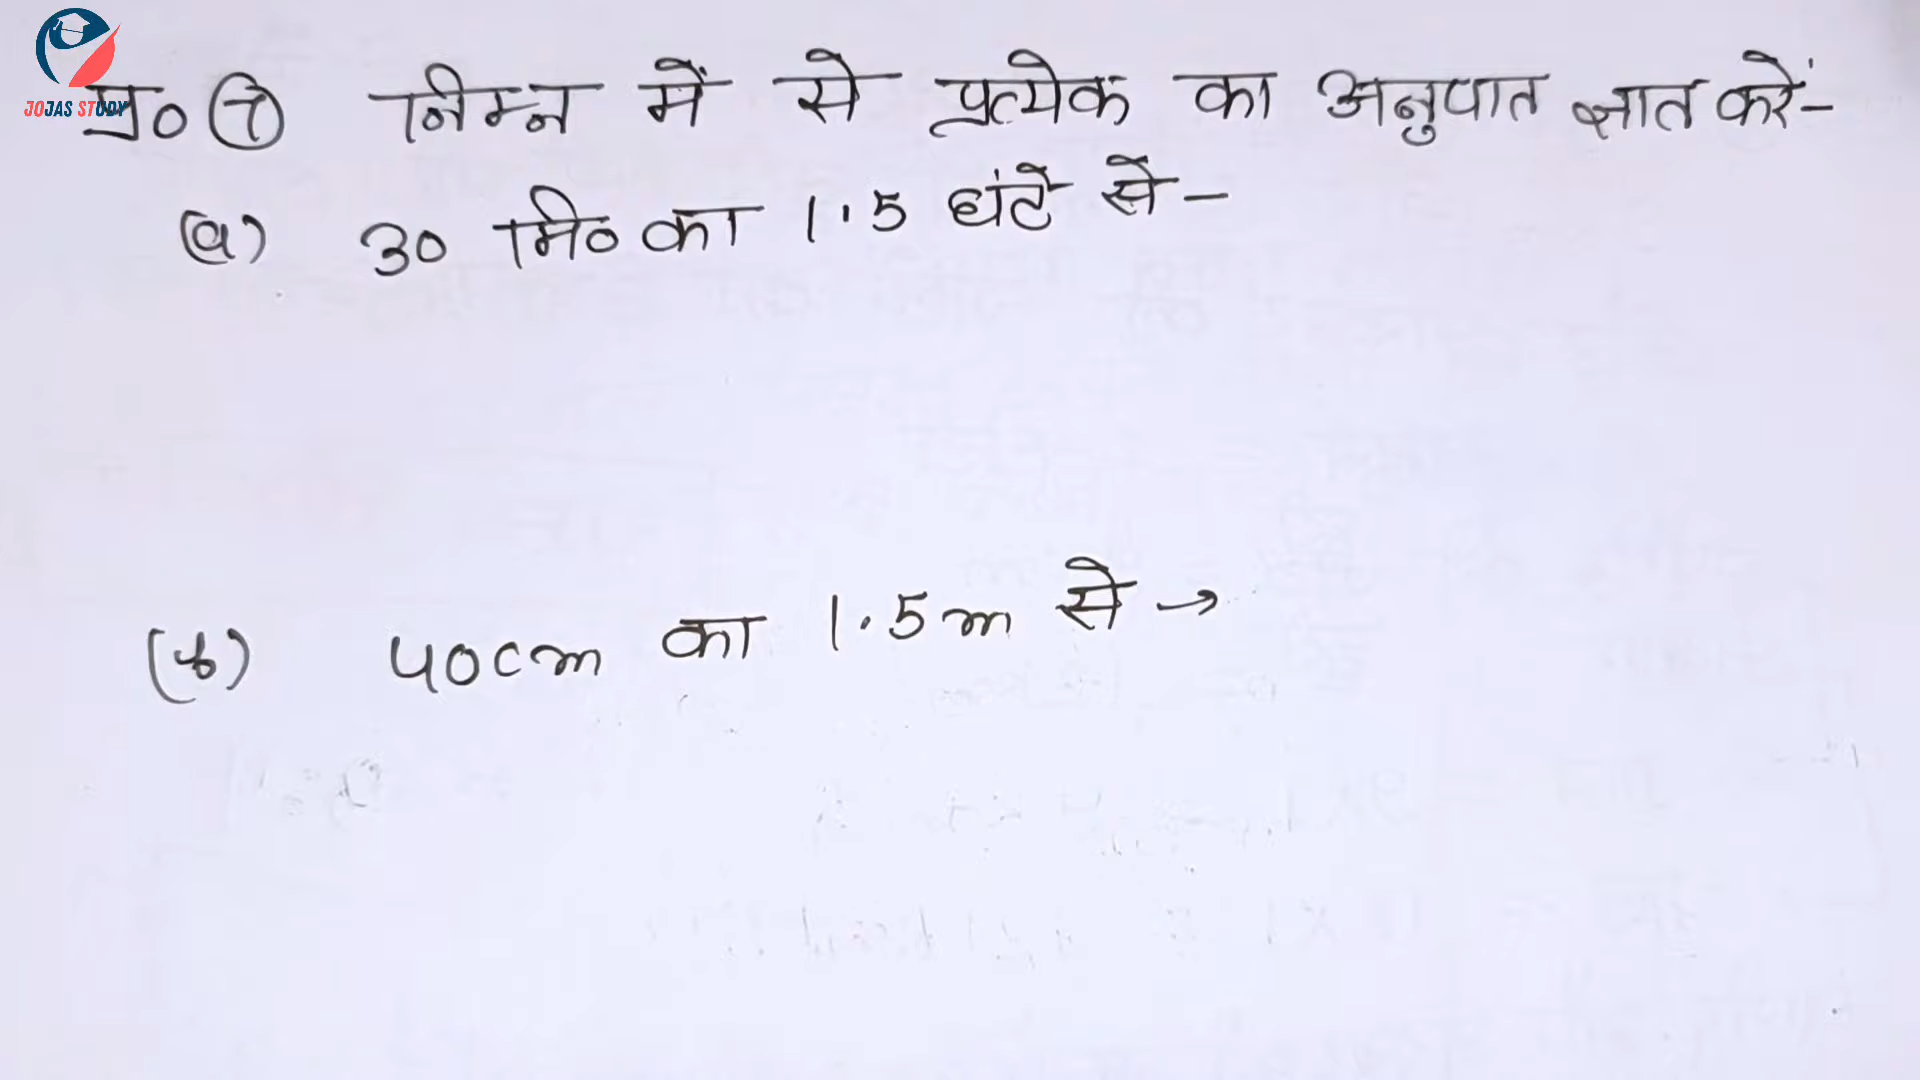 JOJAS STUDY
प्र० ⑦ निम्न में से प्रत्येक का अनुपात ज्ञात करें-
(a) 30 मि० का 1.5 घंटे से-
(b) 40cm का 1.5m से →